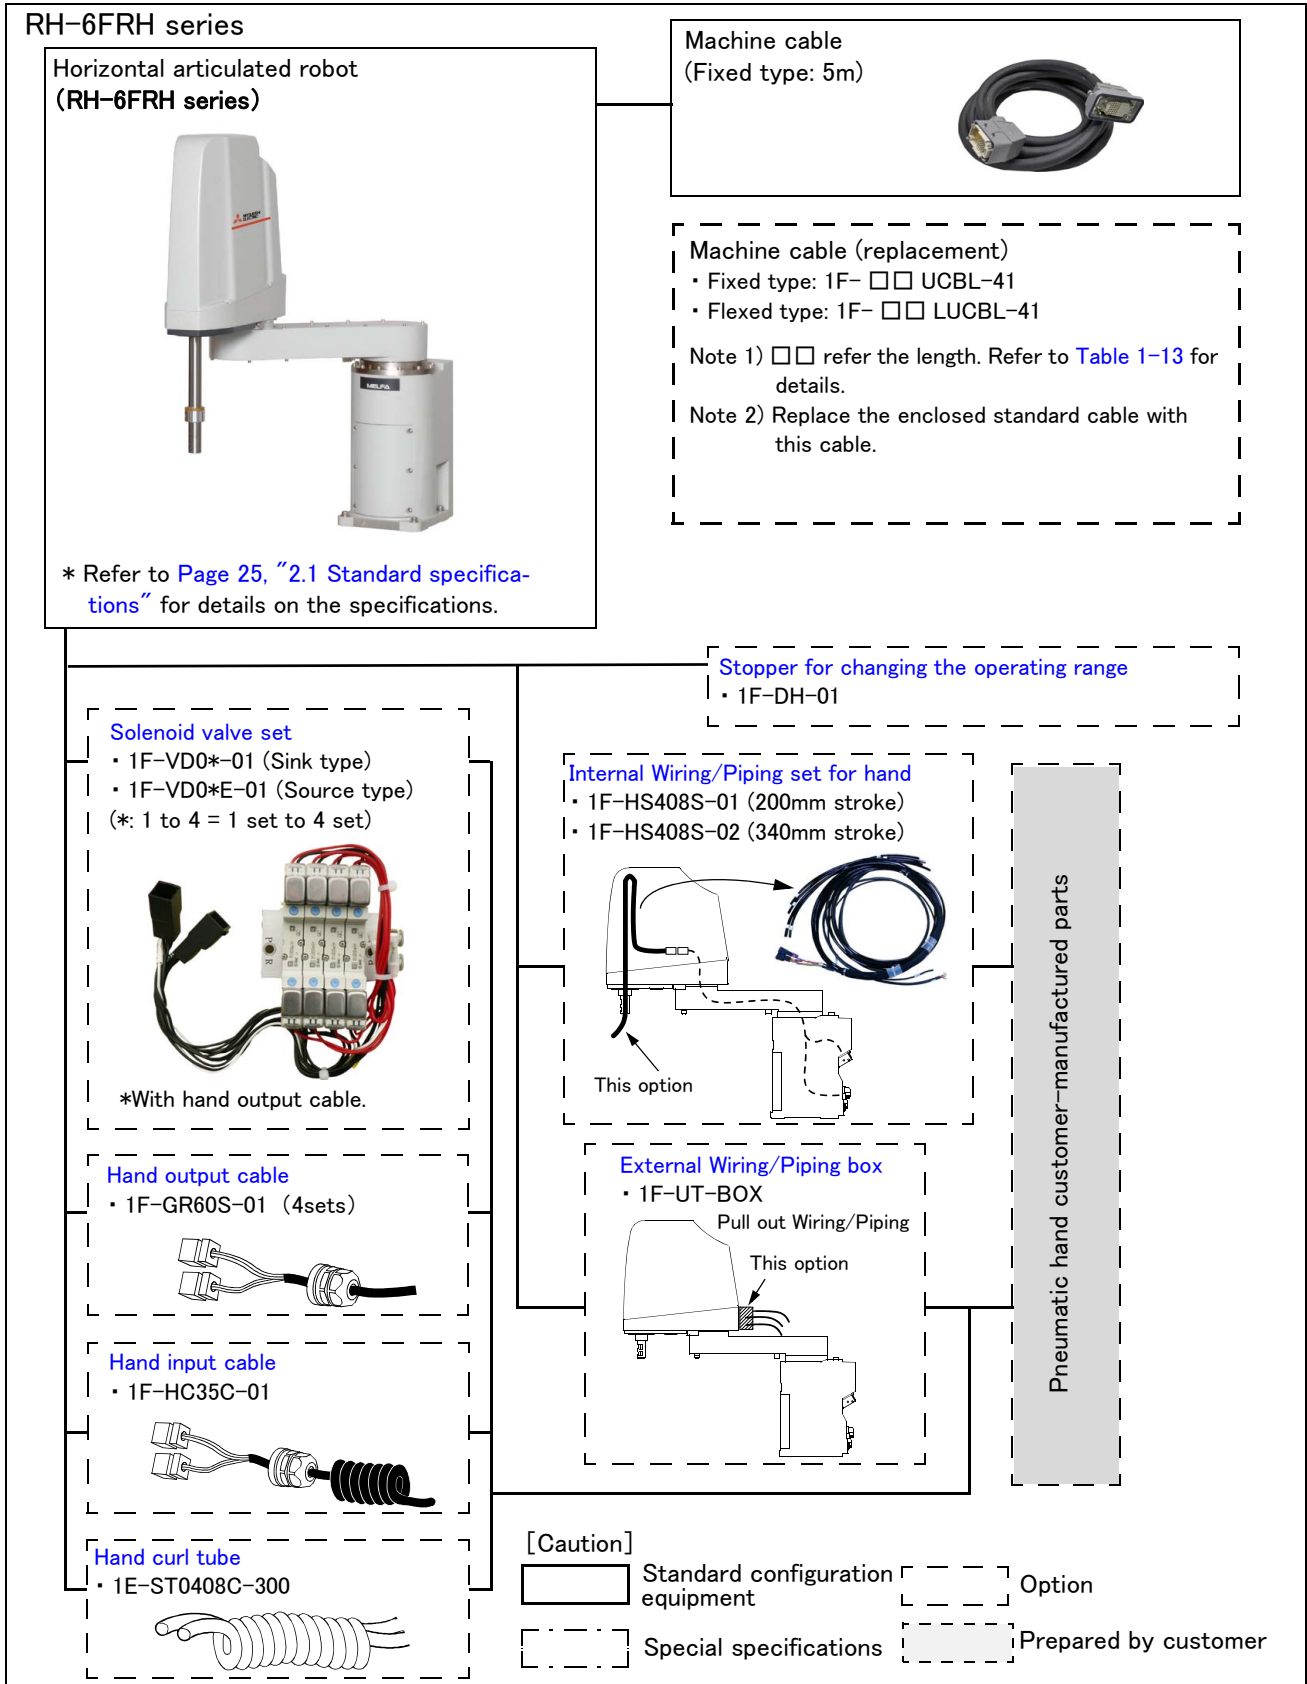 RH-6FRH series
Horizontal articulated robot
(RH-6FRH series)
MITSUBISHI
ELECTRIC
MELFA
* Refer to Page 25, "2.1 Standard specifica-
tions" for details on the specifications.
Machine cable
(Fixed type: 5m)
Machine cable (replacement)
・Fixed type: 1F- □□ UCBL-41
・Flexed type: 1F- □□ LUCBL-41
Note 1) □□ refer the length. Refer to Table 1-13 for
details.
Note 2) Replace the enclosed standard cable with
this cable.
Stopper for changing the operating range
・1F-DH-01
Solenoid valve set
・1F-VD0*-01 (Sink type)
・1F-VD0*E-01 (Source type)
(*: 1 to 4 = 1 set to 4 set)
*With hand output cable.
Internal Wiring/Piping set for hand
・1F-HS408S-01 (200mm stroke)
・1F-HS408S-02 (340mm stroke)
This option
External Wiring/Piping box
・1F-UT-BOX
Pull out Wiring/Piping
This option
Pneumatic hand customer-manufactured parts
Hand output cable
・1F-GR60S-01 (4sets)
Hand input cable
・1F-HC35C-01
Hand curl tube
・1E-ST0408C-300
[Caution]
Standard configuration
equipment
Option
Special specifications
Prepared by customer